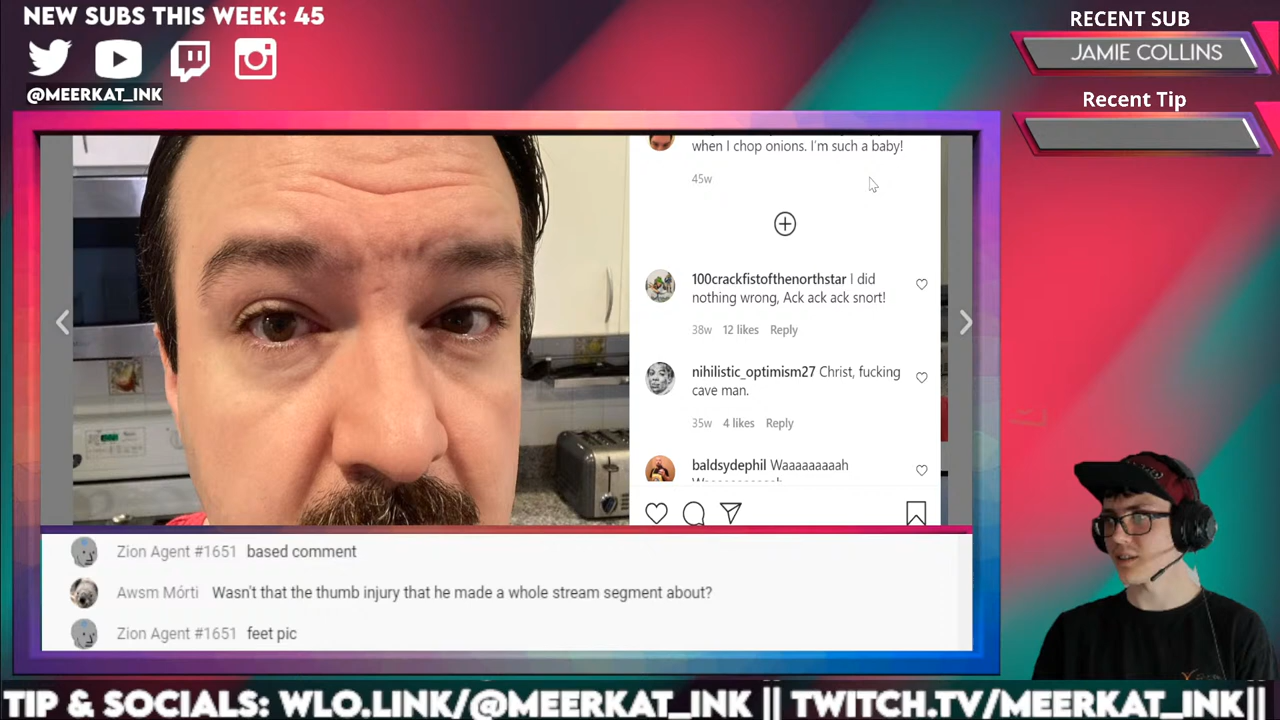 NEW SUBS THIS WEEK: 45
@MEERKAT_INK
RECENT SUB
JAMIE COLLINS
Recent Tip
when I chop onions. I'm such a baby!
45w
100crackfistofthenorthstar I did
nothing wrong, Ack ack ack snort!
38w 12 likes Reply
nihilistic_optimism27 Christ, fucking
cave man.
35w 4 likes Reply
baldsydephil Waaaaaaaah
Zion Agent #1651 based comment
Awsm Mórti Wasn't that the thumb injury that he made a whole stream segment about?
Zion Agent #1651 feet pic
TIP & SOCIALS: WLO.LINK/@MEERKAT_INK || TWITCH.TV/MEERKAT_INK||